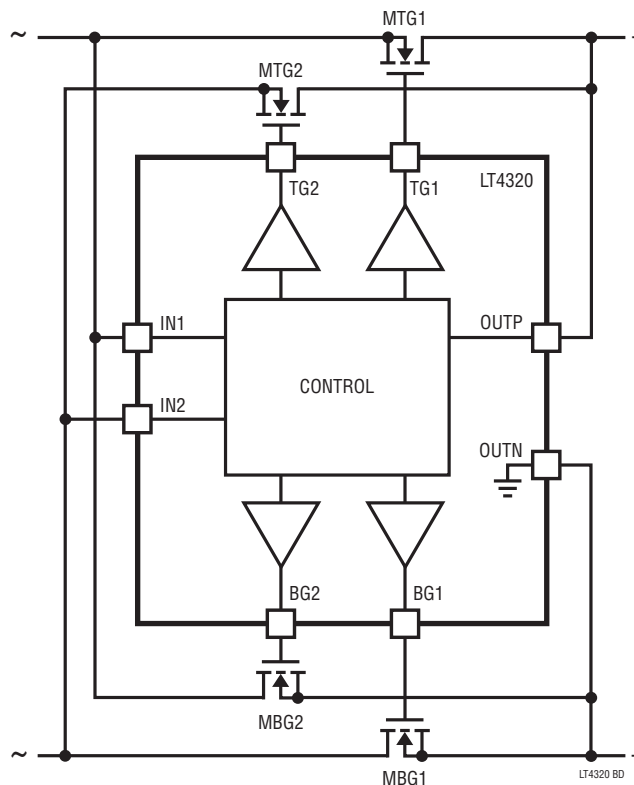 ~
MTG1
MTG2
TG2
TG1
LT4320
IN1
OUTP
CONTROL
IN2
OUTN
BG2
BG1
MBG2
~
MBG1
LT4320 BD